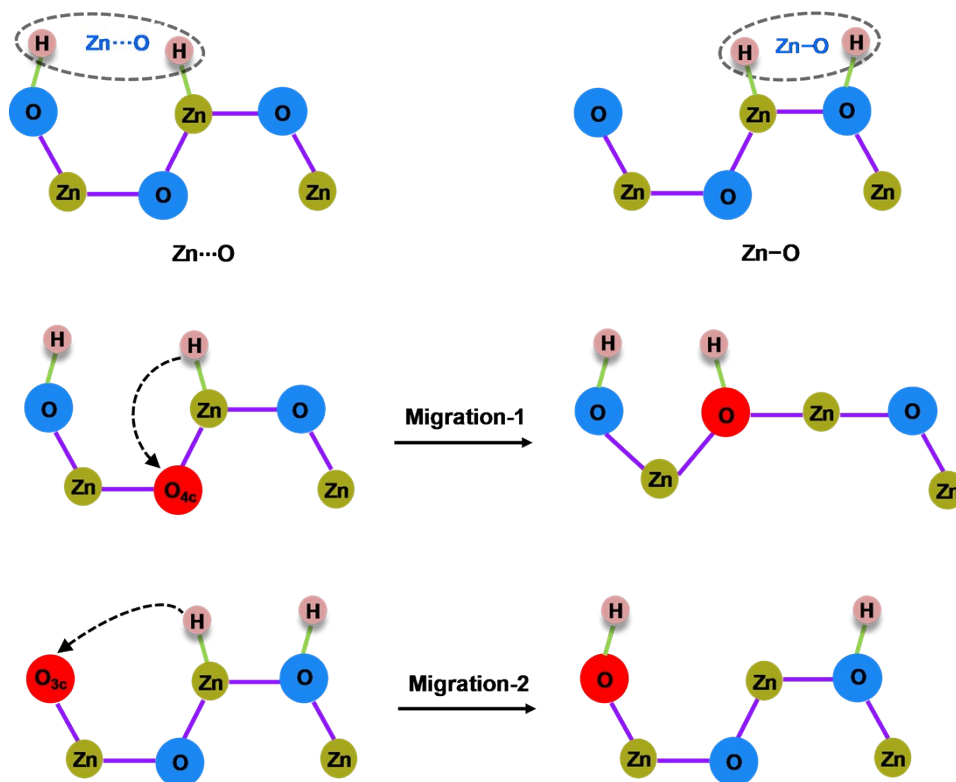 H Zn···O H
H Zn−O H
O Zn O
O Zn O
Zn O Zn
Zn O Zn
Zn···O
Zn−O
H H
H H
O Zn O
Migration-1
O O Zn O
Zn O4c Zn
Zn Zn
H H
H H
O3c Zn O
Migration-2
O Zn O
Zn O Zn
Zn O Zn